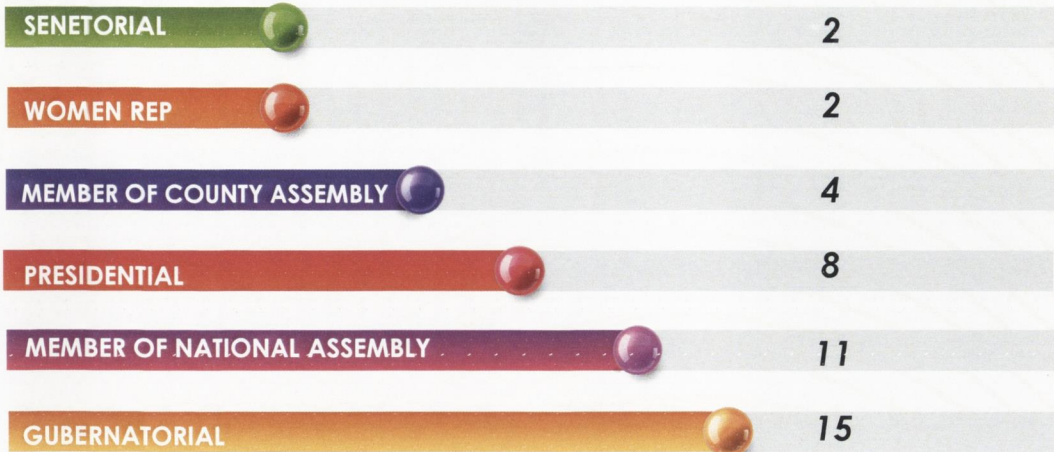 SENETORIAL 2
WOMEN REP 2
MEMBER OF COUNTY ASSEMBLY 4
PRESIDENTIAL 8
MEMBER OF NATIONAL ASSEMBLY 11
GUBERNATORIAL 15